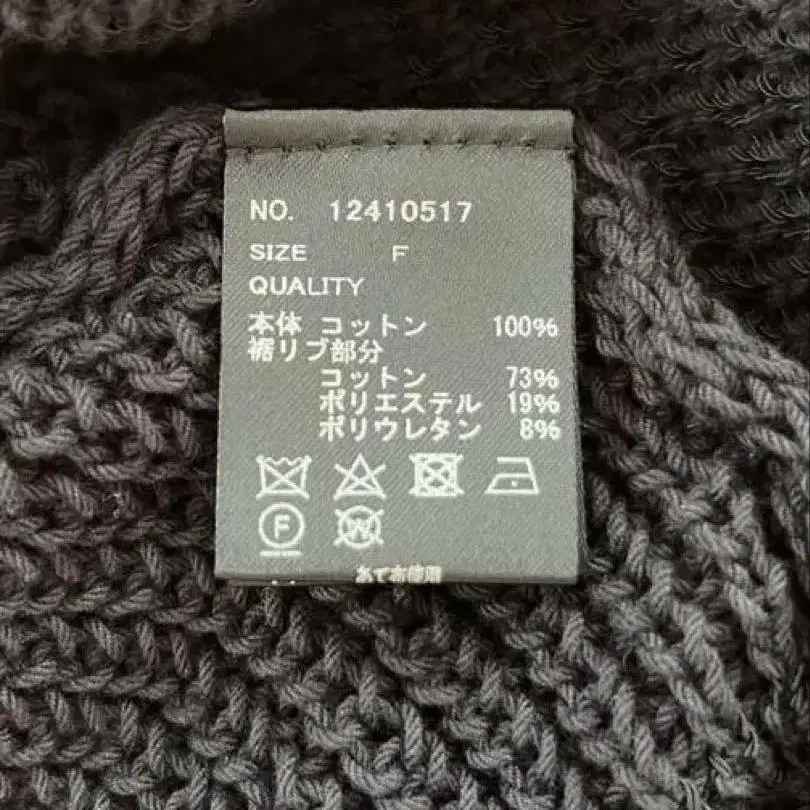 NO. 12410517
SIZE F
QUALITY
本体 コットン 100%
裾リブ部分
コットン 73%
ポリエステル 19%
ポリウレタン 8%
F W